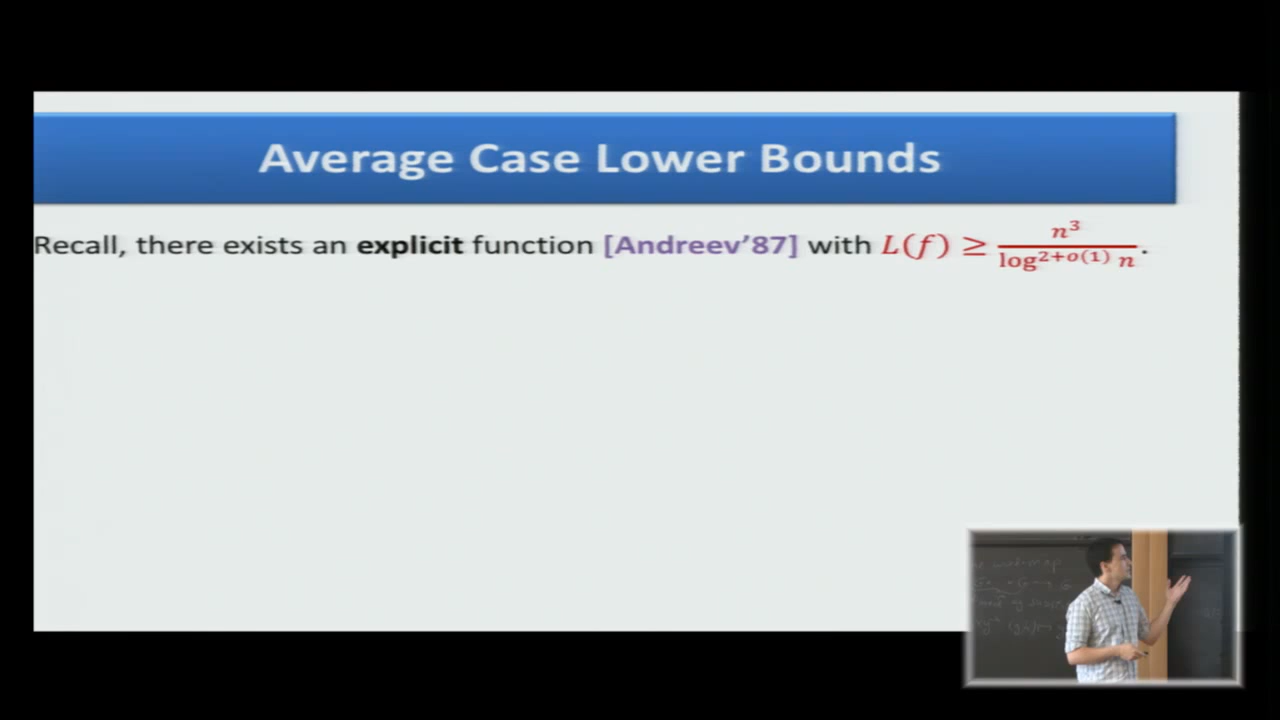 Average Case Lower Bounds
Recall, there exists an explicit function [Andreev’87] with L(f) ≥ n³ / log^{2+o(1)} n.